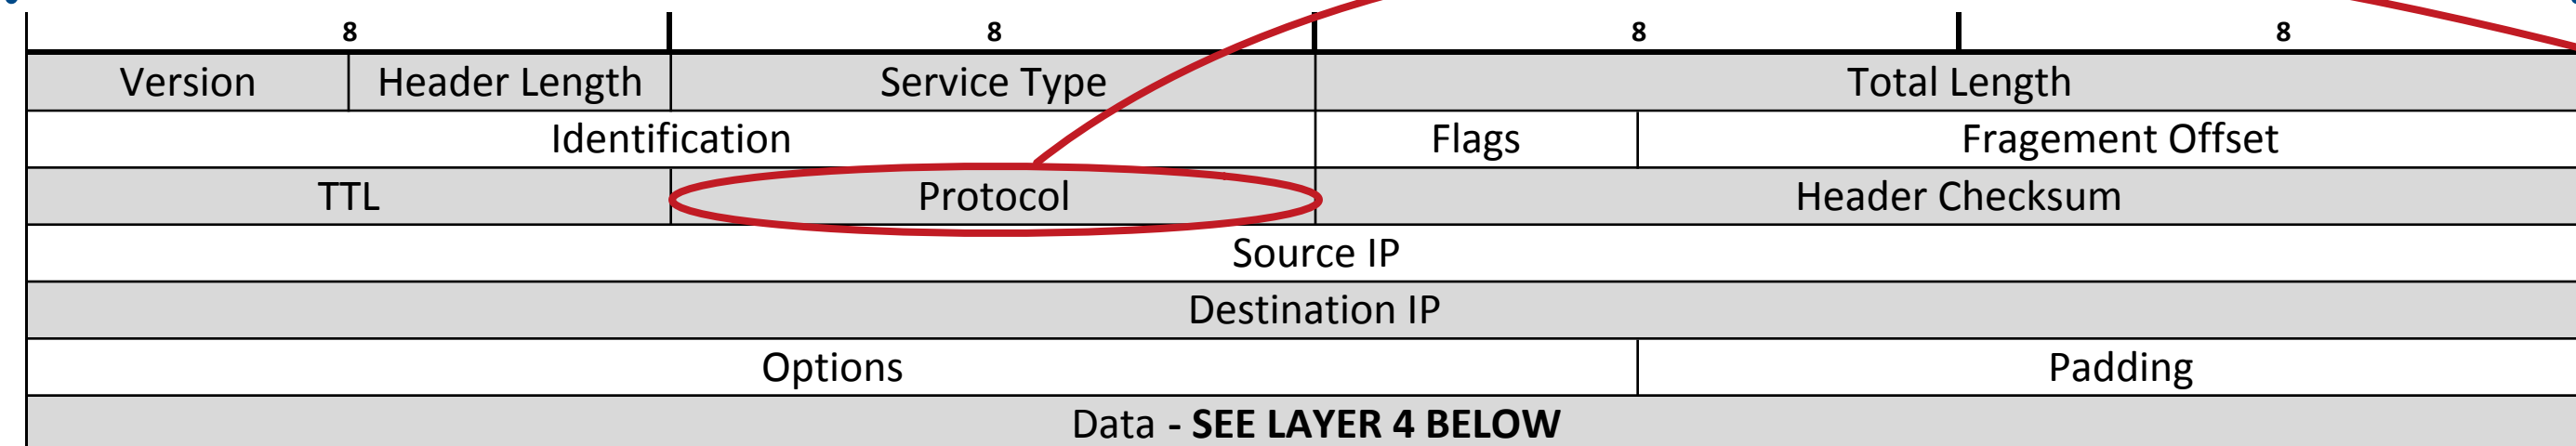 8 8 8 8
Version Header Length Service Type Total Length
Identification Flags Fragement Offset
TTL Protocol Header Checksum
Source IP
Destination IP
Options Padding
Data - SEE LAYER 4 BELOW